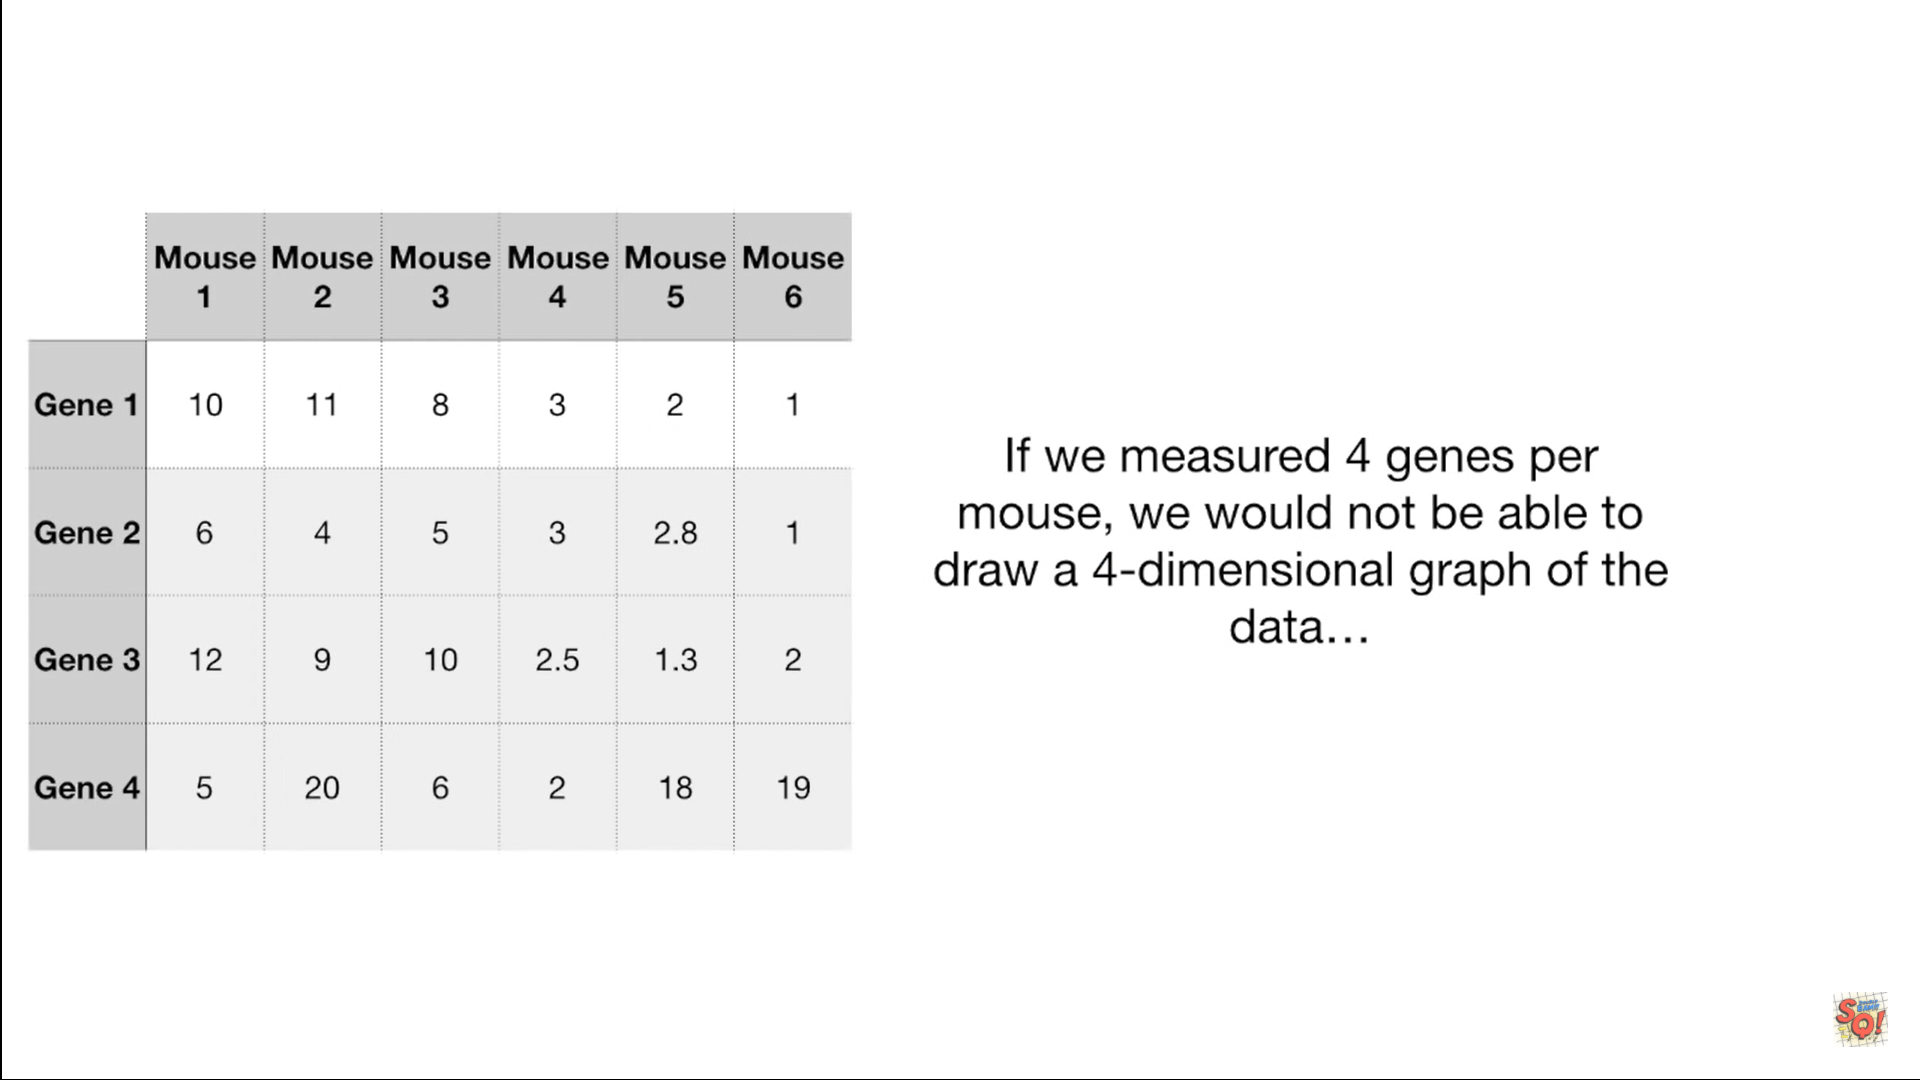 Mouse 1 Mouse 2 Mouse 3 Mouse 4 Mouse 5 Mouse 6
Gene 1 10 11 8 3 2 1
Gene 2 6 4 5 3 2.8 1
Gene 3 12 9 10 2.5 1.3 2
Gene 4 5 20 6 2 18 19
If we measured 4 genes per
mouse, we would not be able to
draw a 4-dimensional graph of the
data…
SQ!